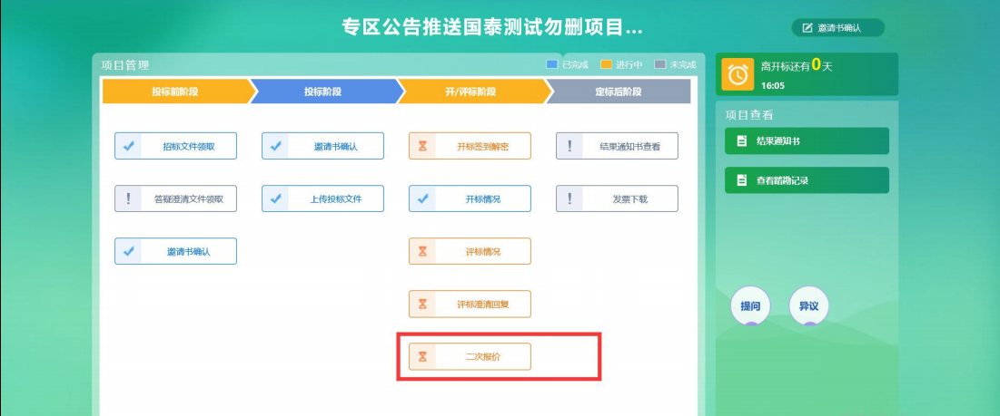 专区公告推送国泰测试勿删项目...
邀请书确认
项目管理
已完成 进行中 未完成
投标前阶段 投标阶段 开/评标阶段 定标后阶段
招标文件领取 邀请书确认 开标签到解密 结果通知书查看
答疑澄清文件领取 上传投标文件 开标情况 发票下载
邀请书确认 评标情况
评标澄清回复
二次报价
离开标还有0天
16:05
项目查看
结果通知书
查看踏勘记录
提问 异议